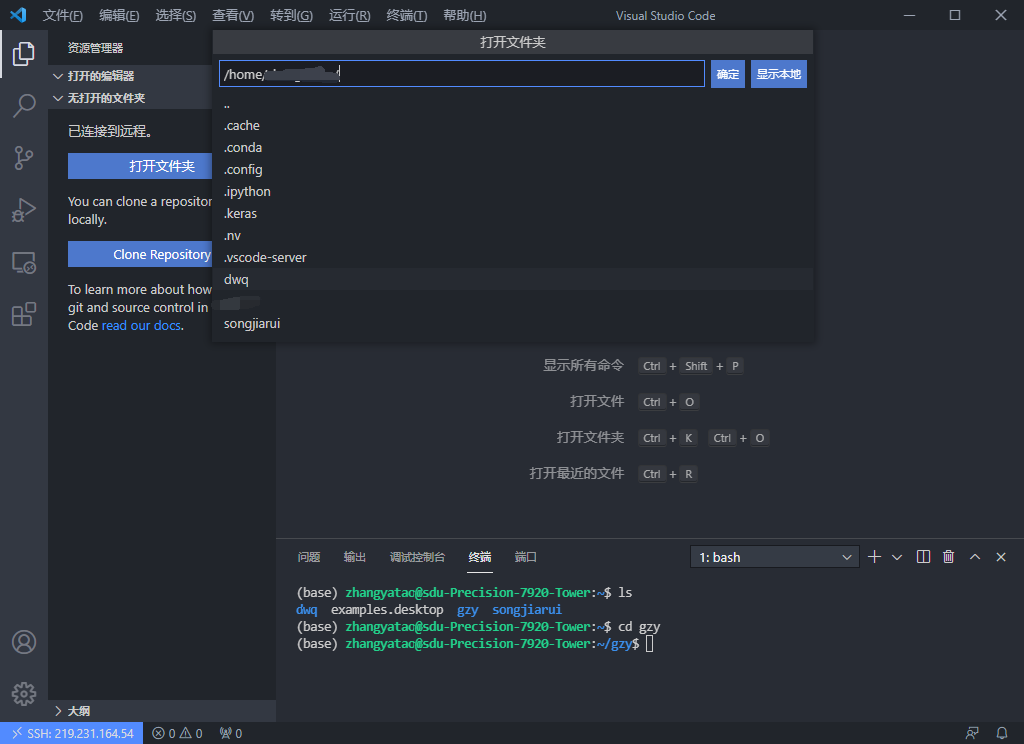 文件(F) 编辑(E) 选择(S) 查看(V) 转到(G) 运行(R) 终端(T) 帮助(H) Visual Studio Code
资源管理器
打开的编辑器
无打开的文件夹
已连接到远程。
打开文件夹
You can clone a repositor
locally.
Clone Repository
To learn more about how
git and source control in
Code read our docs.
大纲
打开文件夹
/home/
确定 显示本地
..
.cache
.conda
.config
.ipython
.keras
.nv
.vscode-server
dwq
songjiarui
显示所有命令 Ctrl + Shift + P
打开文件 Ctrl + O
打开文件夹 Ctrl + K Ctrl + O
打开最近的文件 Ctrl + R
问题 输出 调试控制台 终端 端口 1: bash
(base) zhangyatao@sdu-Precision-7920-Tower:~$ ls
dwq examples.desktop gzy songjiarui
(base) zhangyatao@sdu-Precision-7920-Tower:~$ cd gzy
(base) zhangyatao@sdu-Precision-7920-Tower:~/gzy$
SSH: 219.231.164.54 0 0 0